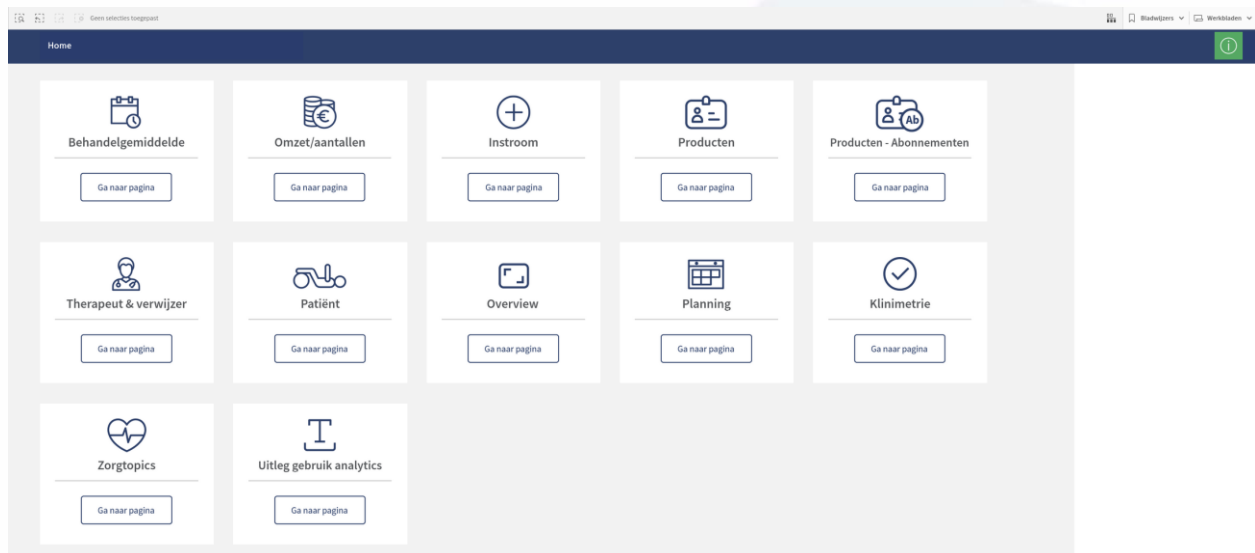 Geen selecties toegepast
Bladwijzers
Werkbladen
Home
Behandelgemiddelde
Ga naar pagina
Omzet/aantallen
Ga naar pagina
Instroom
Ga naar pagina
Producten
Ga naar pagina
Ab
Producten - Abonnementen
Ga naar pagina
Therapeut & verwijzer
Ga naar pagina
Patiënt
Ga naar pagina
Overview
Ga naar pagina
Planning
Ga naar pagina
Klinimetrie
Ga naar pagina
Zorgtopics
Ga naar pagina
Uitleg gebruik analytics
Ga naar pagina